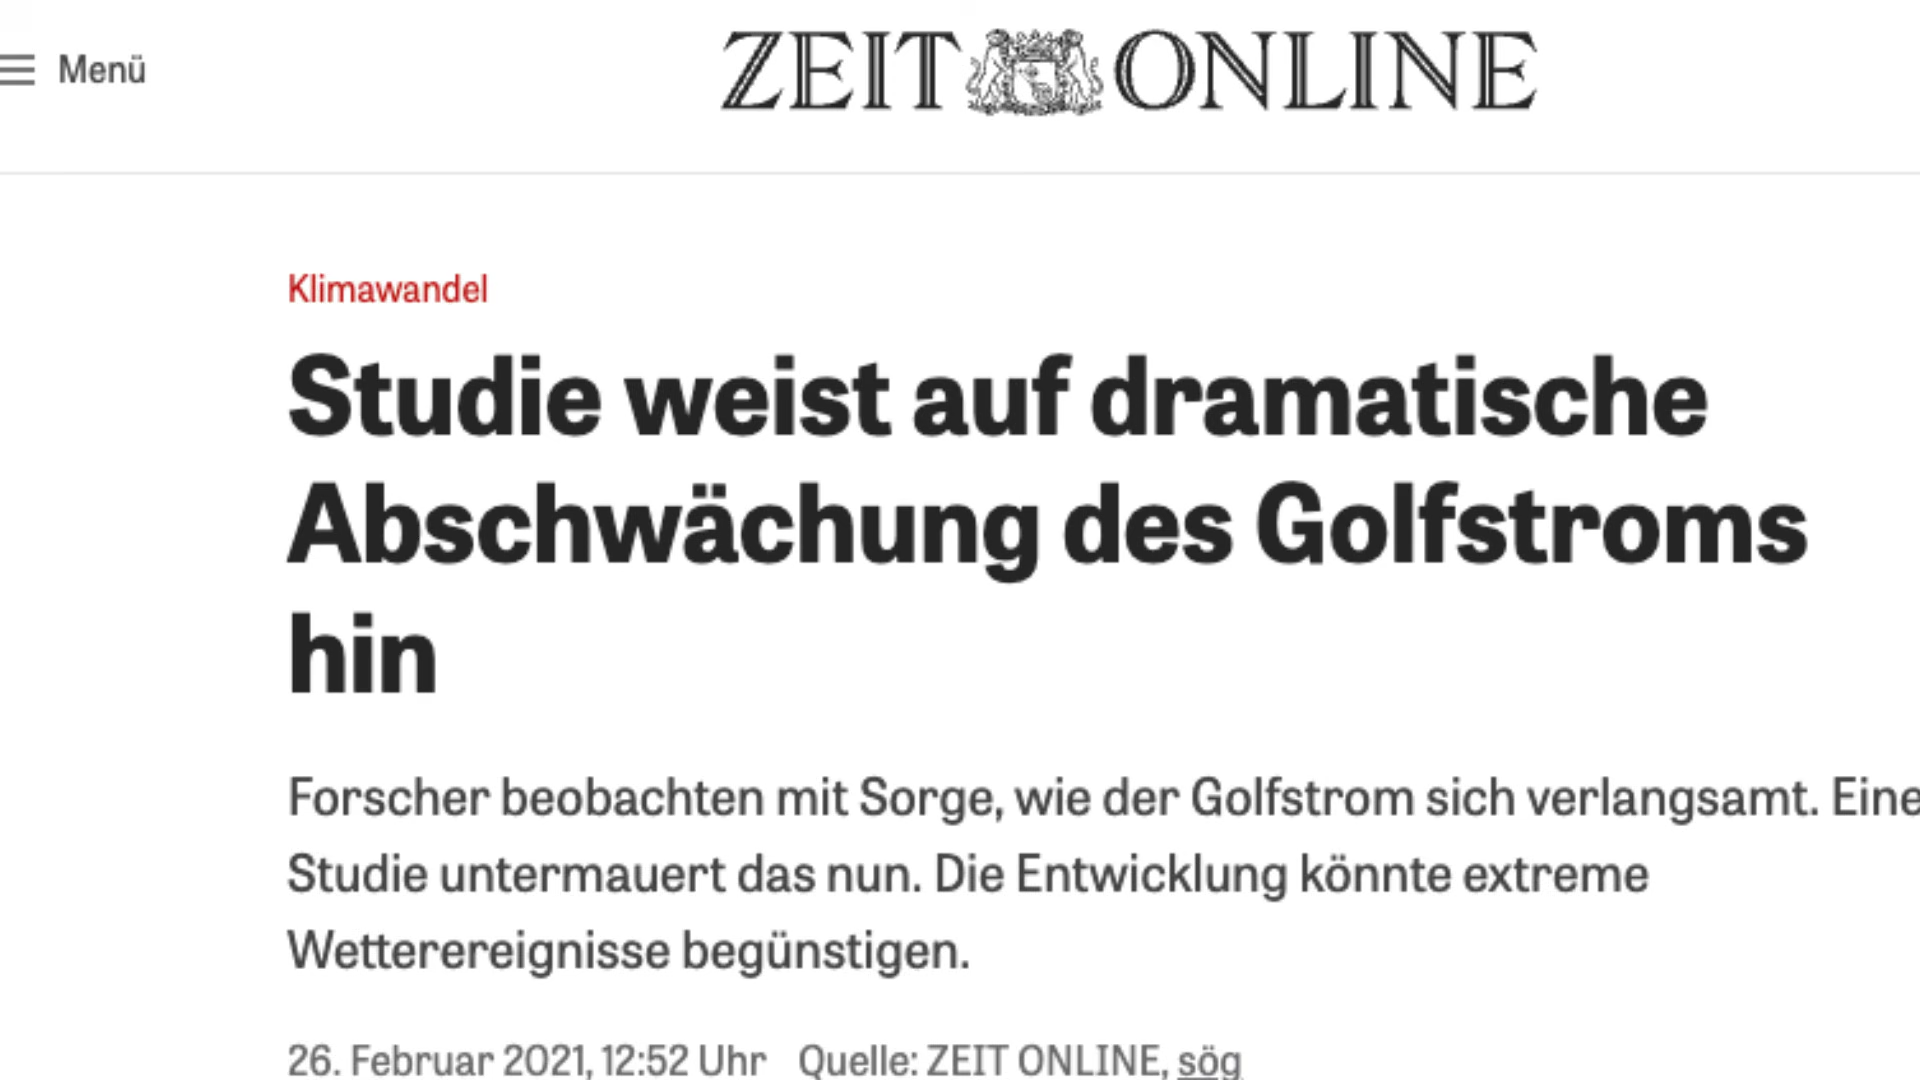 Menü
ZEIT ONLINE
Klimawandel
Studie weist auf dramatische
Abschwächung des Golfstroms
hin
Forscher beobachten mit Sorge, wie der Golfstrom sich verlangsamt. Eine
Studie untermauert das nun. Die Entwicklung könnte extreme
Wetterereignisse begünstigen.
26. Februar 2021, 12:52 Uhr Quelle: ZEIT ONLINE, sög